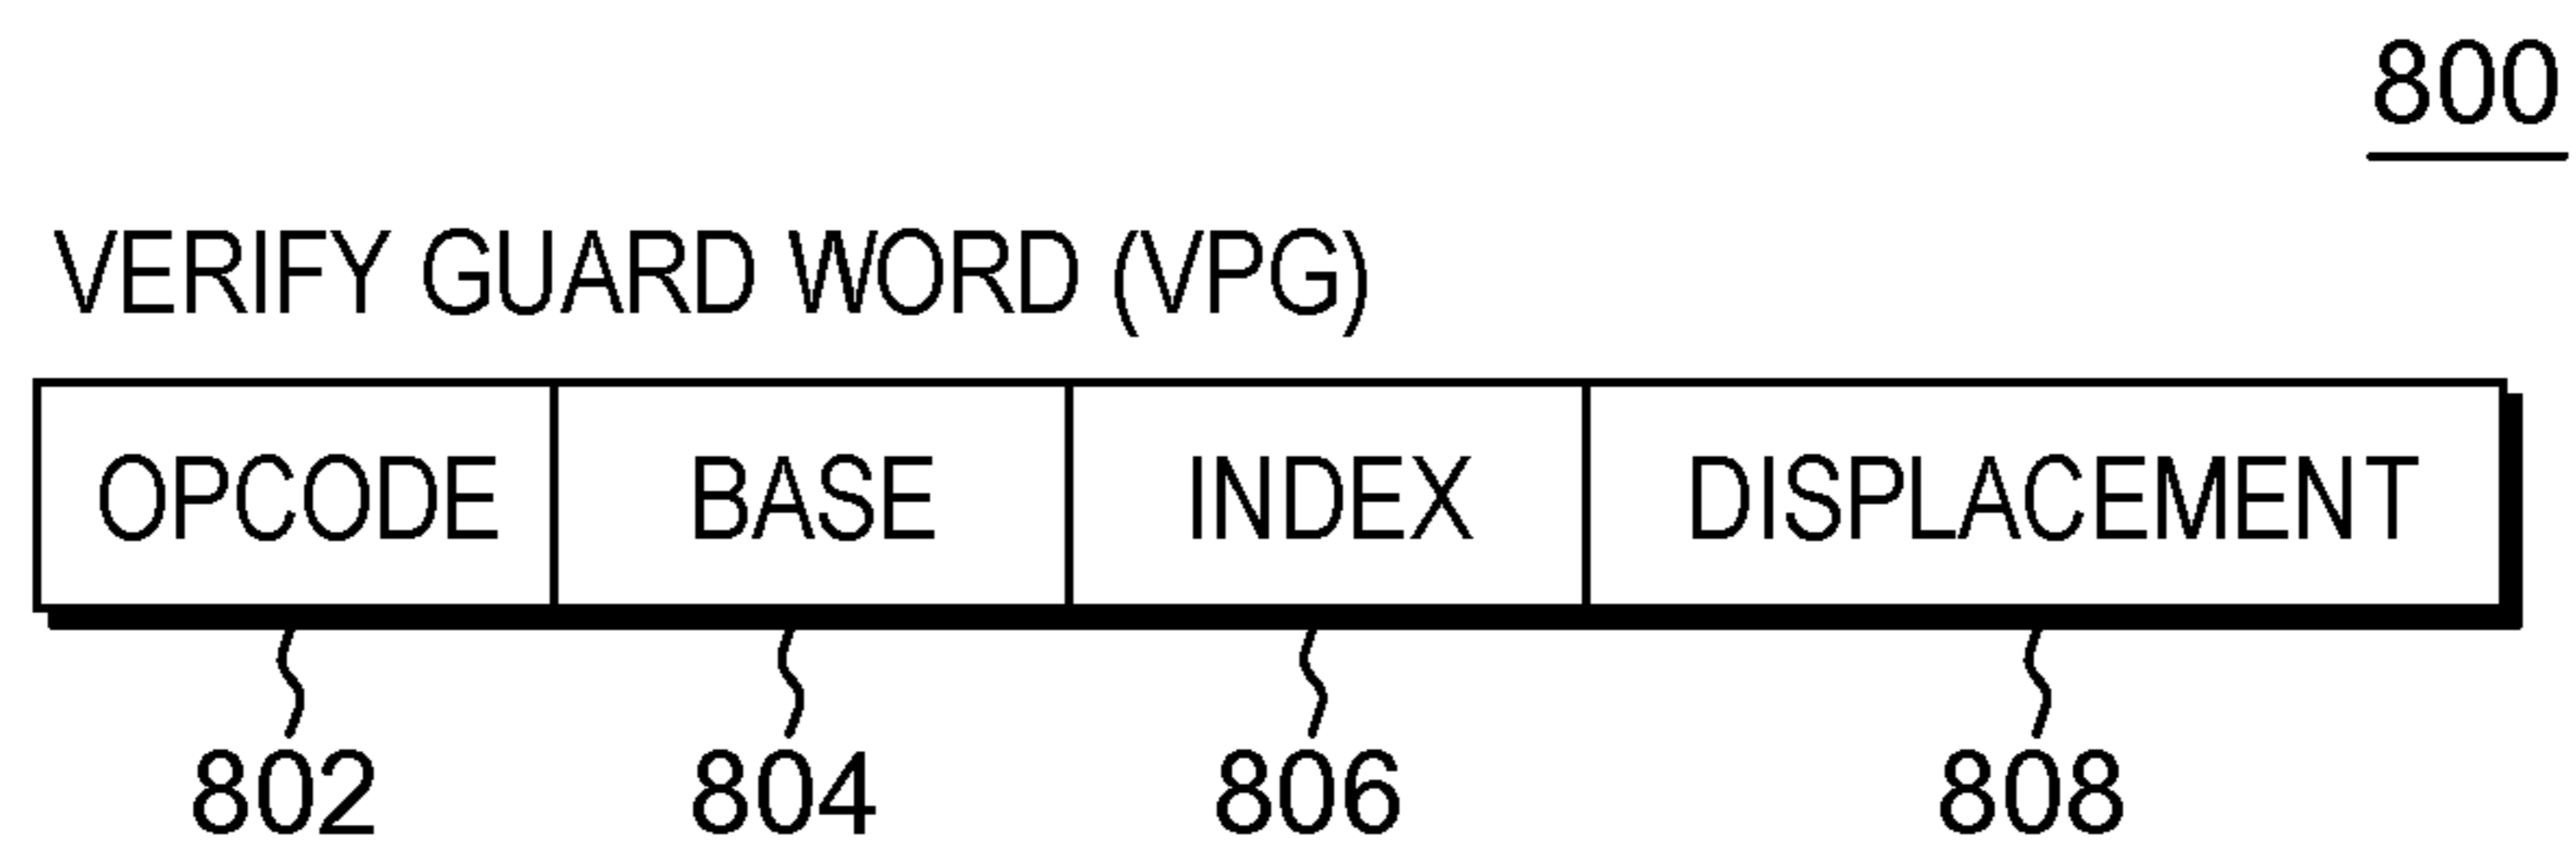 800
VERIFY GUARD WORD (VPG)
OPCODE BASE INDEX DISPLACEMENT
802 804 806 808